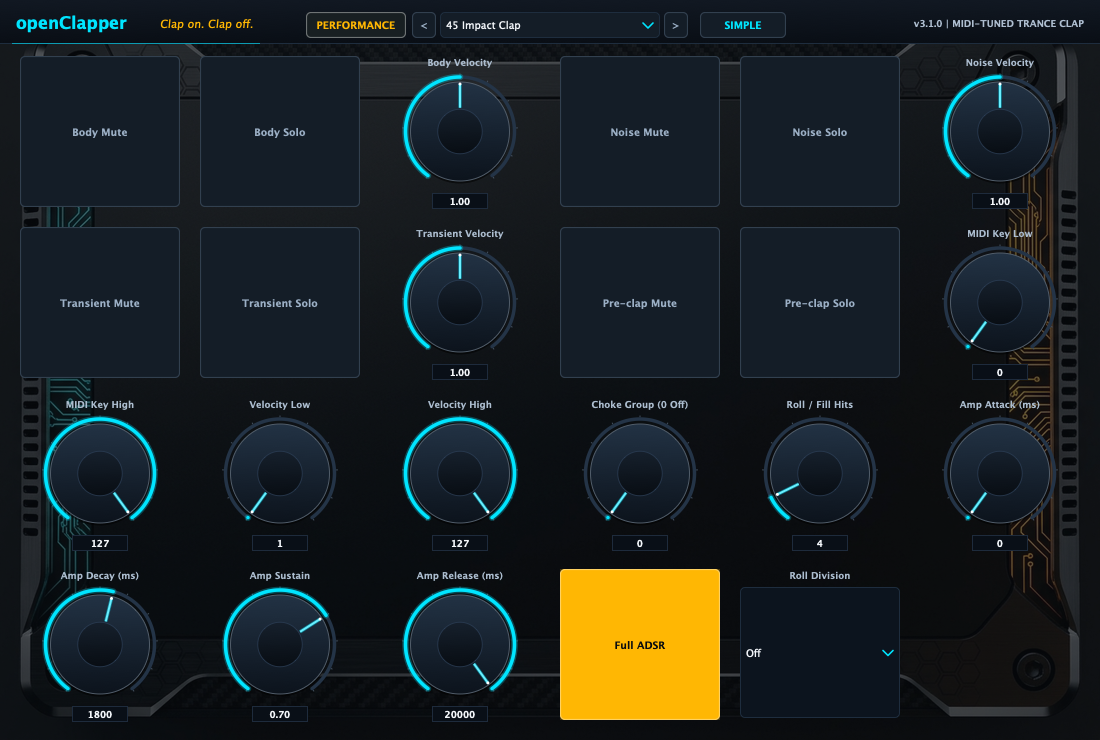 openClapper
Clap on. Clap off.
PERFORMANCE
<
45 Impact Clap
>
SIMPLE
v3.1.0 | MIDI-TUNED TRANCE CLAP
Body Mute
Body Solo
Body Velocity
1.00
Noise Mute
Noise Solo
Noise Velocity
1.00
Transient Mute
Transient Solo
Transient Velocity
1.00
Pre-clap Mute
Pre-clap Solo
MIDI Key Low
0
MIDI Key High
127
Velocity Low
1
Velocity High
127
Choke Group (0 Off)
0
Roll / Fill Hits
4
Amp Attack (ms)
0
Amp Decay (ms)
1800
Amp Sustain
0.70
Amp Release (ms)
20000
Full ADSR
Roll Division
Off